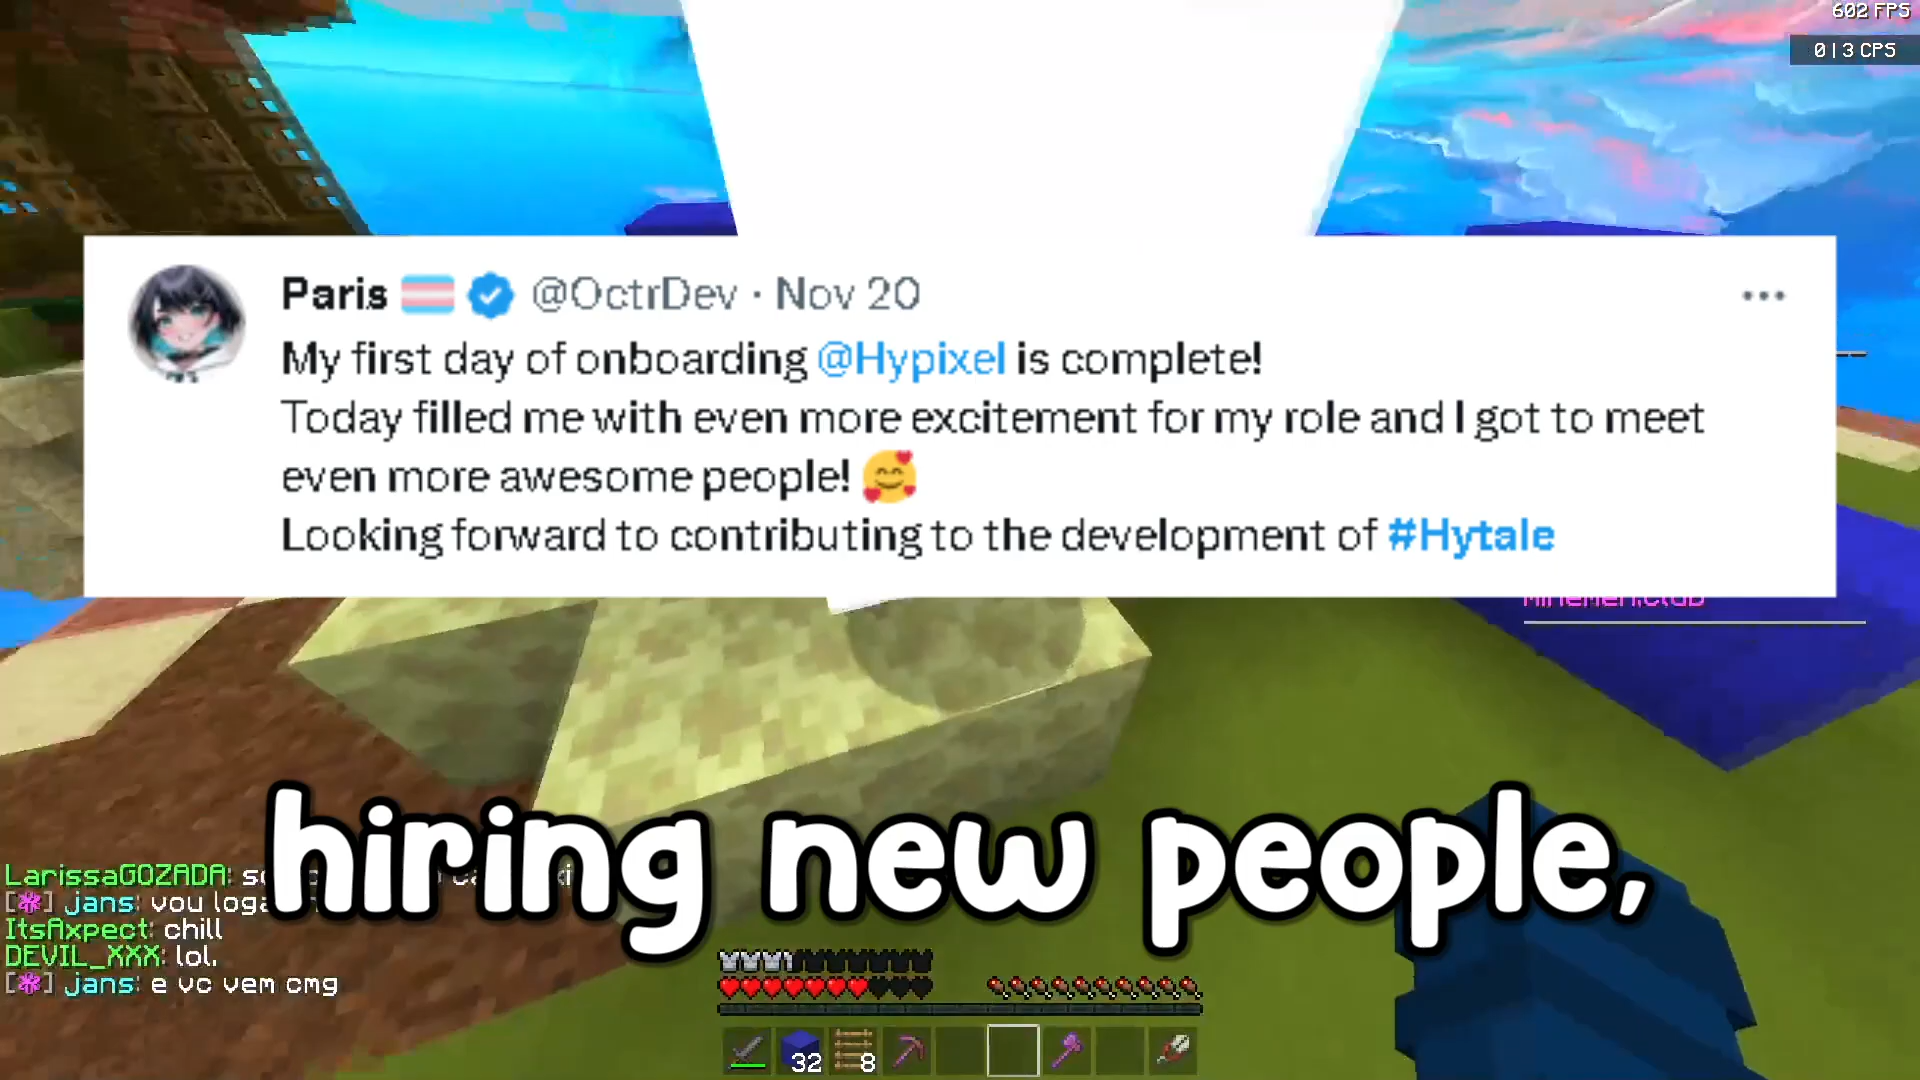 602 FPS
0 | 3 CPS
Paris @OctrDev · Nov 20
My first day of onboarding @Hypixel is complete!
Today filled me with even more excitement for my role and I got to meet
even more awesome people!
Looking forward to contributing to the development of #Hytale
minemen.club
hiring new people,
LarissaGOZADA:
[*] jans: vou
ItsAxpect: chill
DEVIL_XXX: lol.
[*] jans: e vc vem cmg
32
8